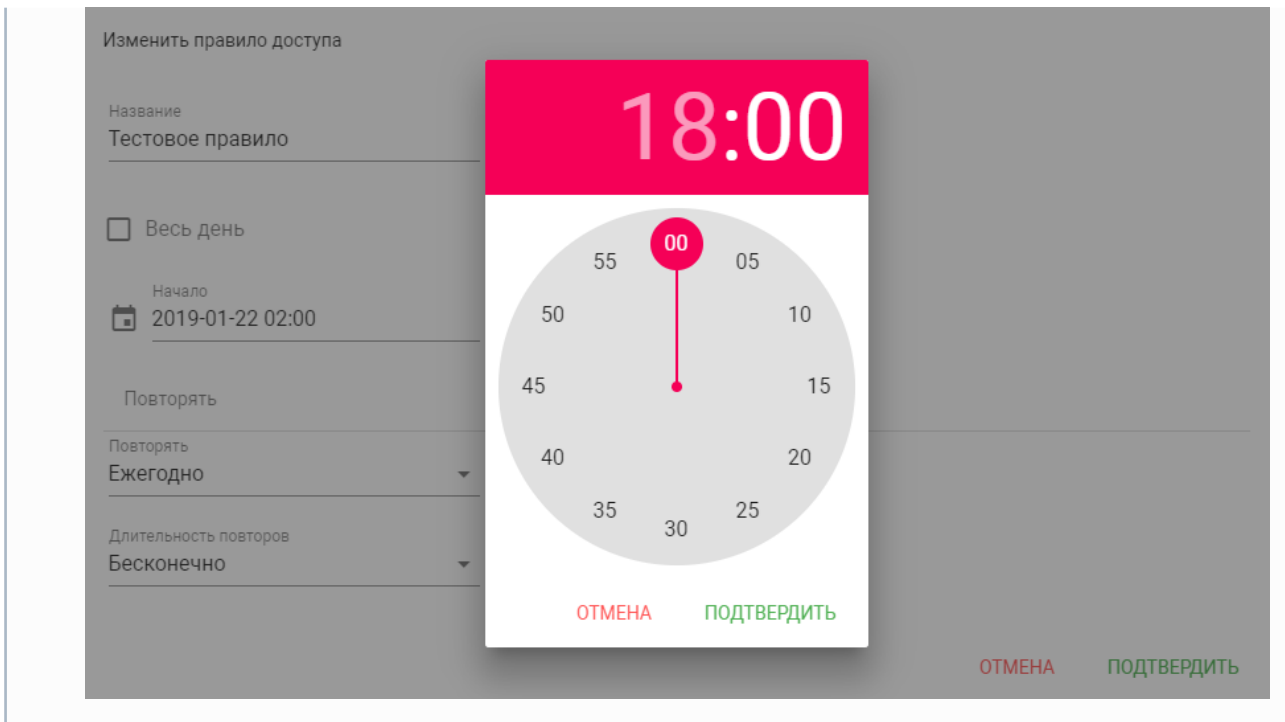 Изменить правило доступа
Название
Тестовое правило
Весь день
Начало
2019-01-22 02:00
Повторять
Повторять
Ежегодно
Длительность повторов
Бесконечно
18:00
00
05
10
15
20
25
30
35
40
45
50
55
ОТМЕНА ПОДТВЕРДИТЬ
ОТМЕНА ПОДТВЕРДИТЬ